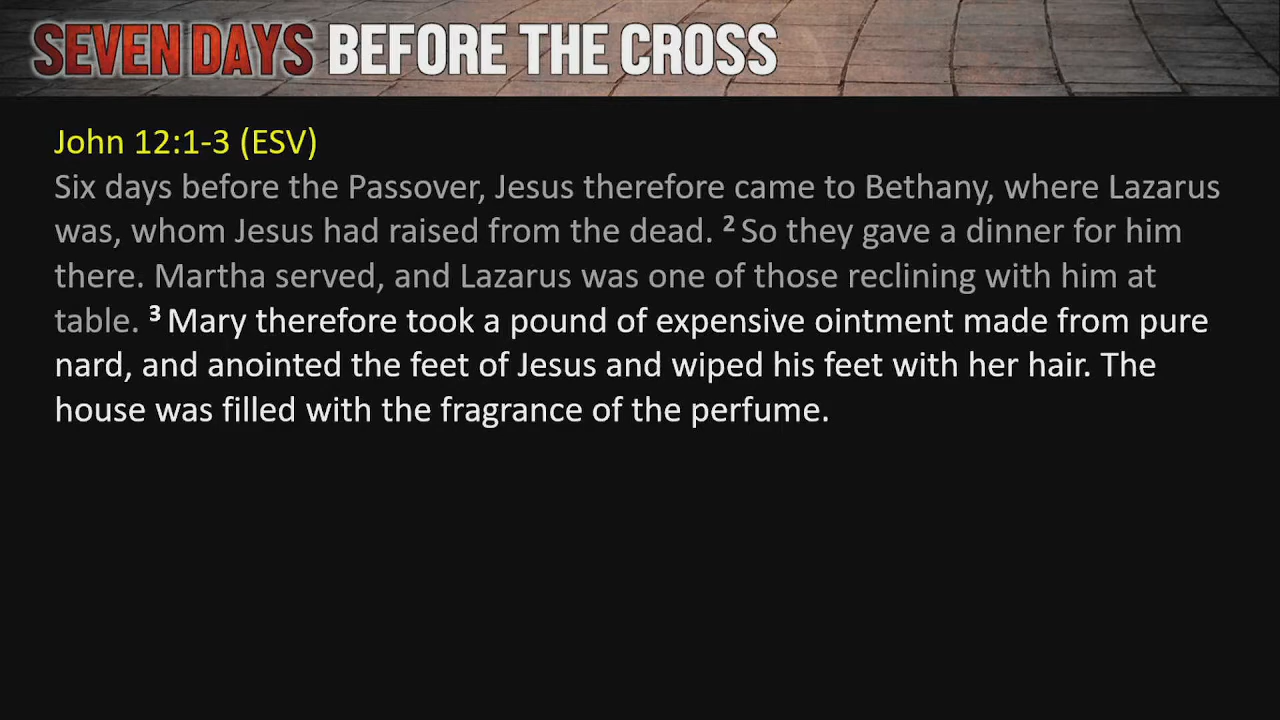 SEVEN DAYS BEFORE THE CROSS
John 12:1-3 (ESV)
Six days before the Passover, Jesus therefore came to Bethany, where Lazarus
was, whom Jesus had raised from the dead. 2 So they gave a dinner for him
there. Martha served, and Lazarus was one of those reclining with him at
table. 3 Mary therefore took a pound of expensive ointment made from pure
nard, and anointed the feet of Jesus and wiped his feet with her hair. The
house was filled with the fragrance of the perfume.